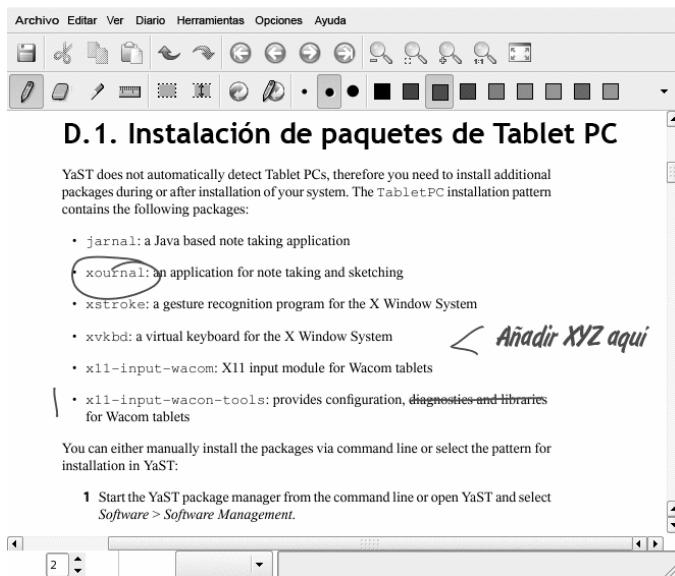 Archivo Editar Ver Diario Herramientas Opciones Ayuda
1:1
D.1. Instalación de paquetes de Tablet PC
YaST does not automatically detect Tablet PCs, therefore you need to install additional
packages during or after installation of your system. The TabletPC installation pattern
contains the following packages:
• jarnal: a Java based note taking application
• xournal: an application for note taking and sketching
• xstroke: a gesture recognition program for the X Window System
• xvkbd: a virtual keyboard for the X Window System
Añadir XYZ aquí
• x11-input-wacom: X11 input module for Wacom tablets
• x11-input-wacon-tools: provides configuration, diagnostics and libraries
for Wacom tablets
You can either manually install the packages via command line or select the pattern for
installation in YaST:
1 Start the YaST package manager from the command line or open YaST and select
Software > Software Management.
2